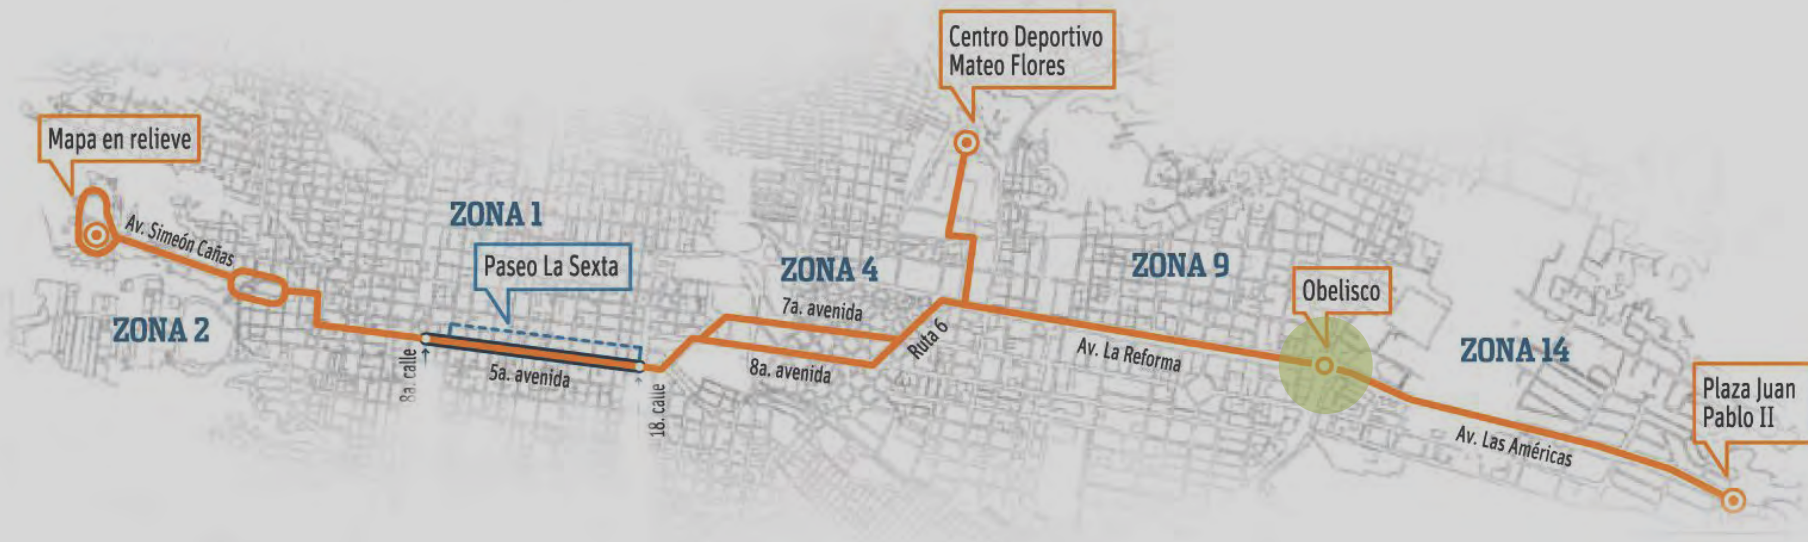 Centro Deportivo
Mateo Flores
Mapa en relieve
Av. Simeón Cañas
ZONA 1
Paseo La Sexta
ZONA 4
ZONA 9
Obelisco
7a. avenida
ZONA 2
Ruta 6
Av. La Reforma
ZONA 14
8a. calle
5a. avenida
8a. avenida
18. calle
Plaza Juan
Pablo II
Av. Las Américas